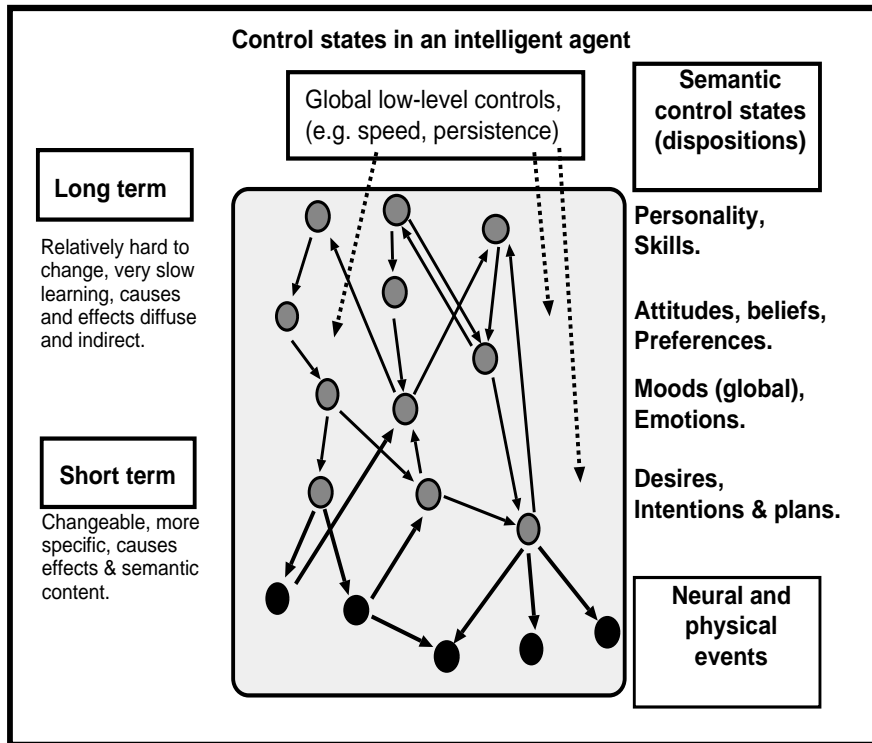 Control states in an intelligent agent
Global low-level controls,
(e.g. speed, persistence)
Semantic
control states
(dispositions)
Long term
Relatively hard to
change, very slow
learning, causes
and effects diffuse
and indirect.
Personality,
Skills.
Attitudes, beliefs,
Preferences.
Moods (global),
Emotions.
Short term
Changeable, more
specific, causes
effects & semantic
content.
Desires,
Intentions & plans.
Neural and
physical
events